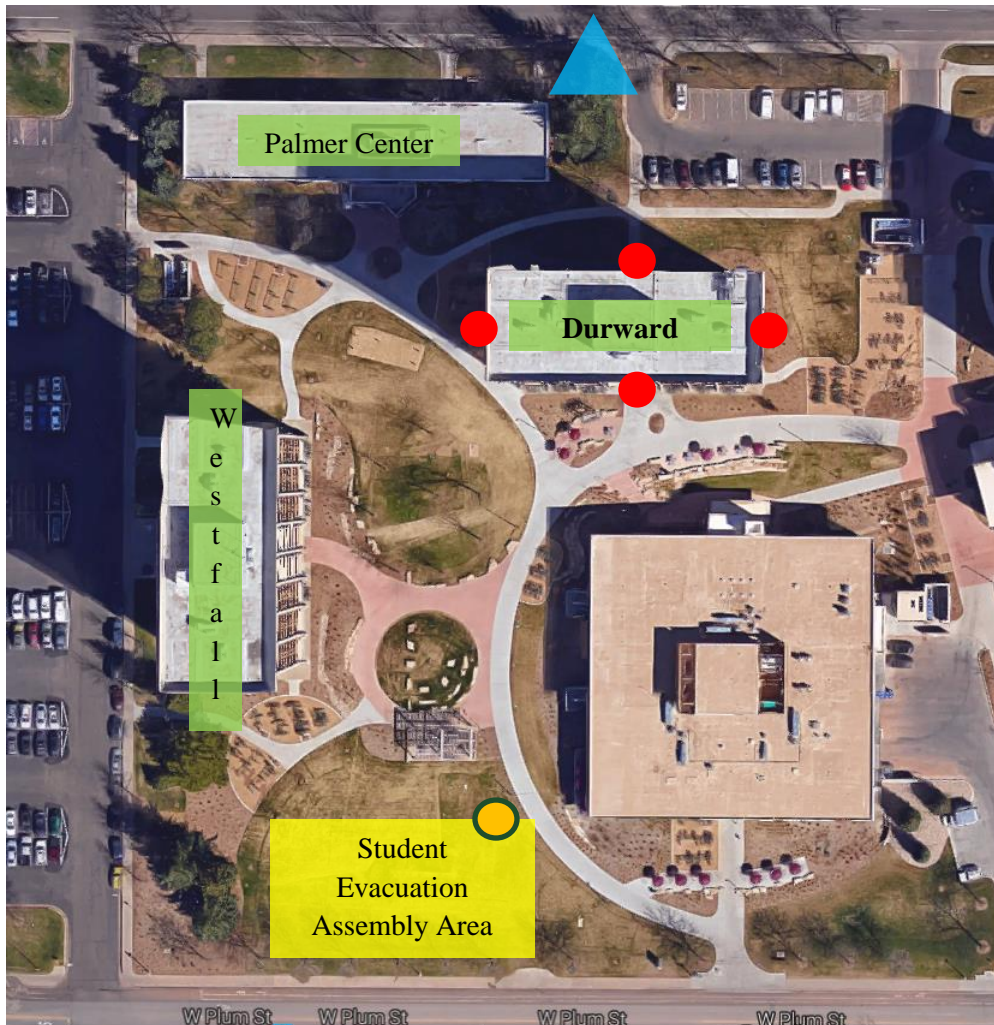 Palmer Center
Durward
W
e
s
t
f
a
l
l
Student
Evacuation
Assembly Area
W Plum St
W Plum St
W Plum St
W Plum St